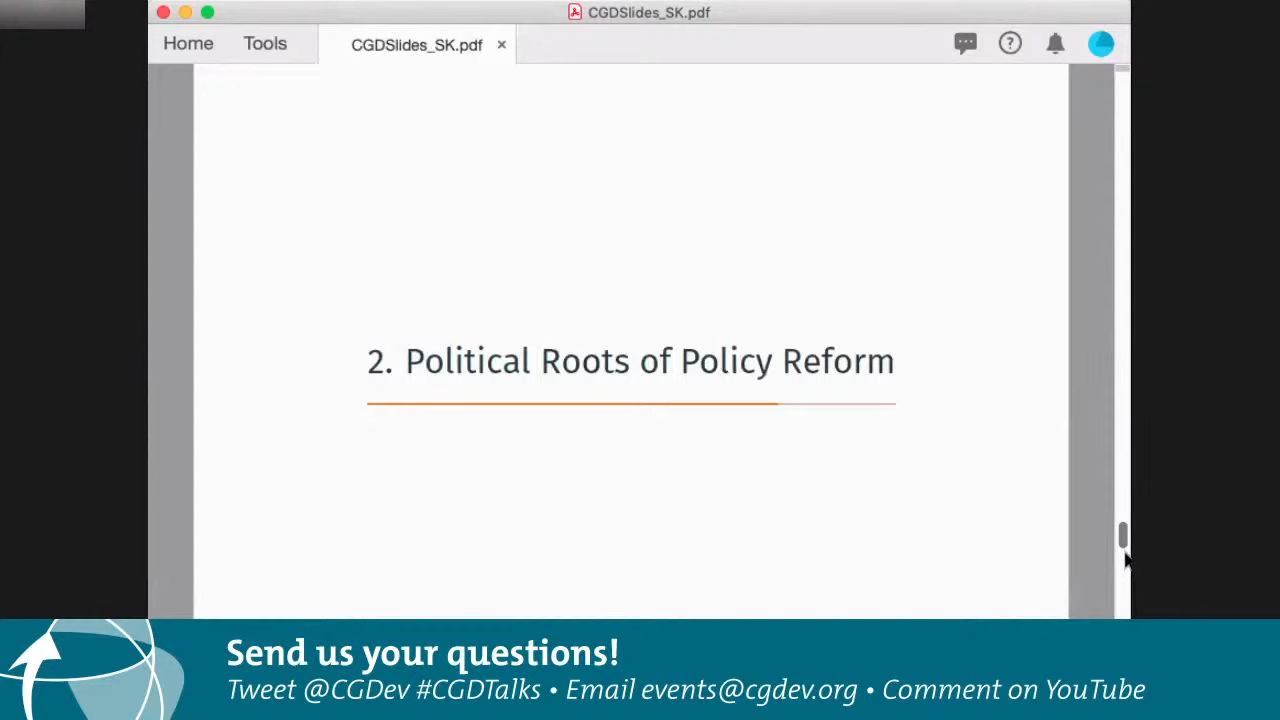 CGDSlides_SK.pdf
Home Tools CGDSlides_SK.pdf ×
2. Political Roots of Policy Reform
Send us your questions!
Tweet @CGDev #CGDTalks • Email events@cgdev.org • Comment on YouTube